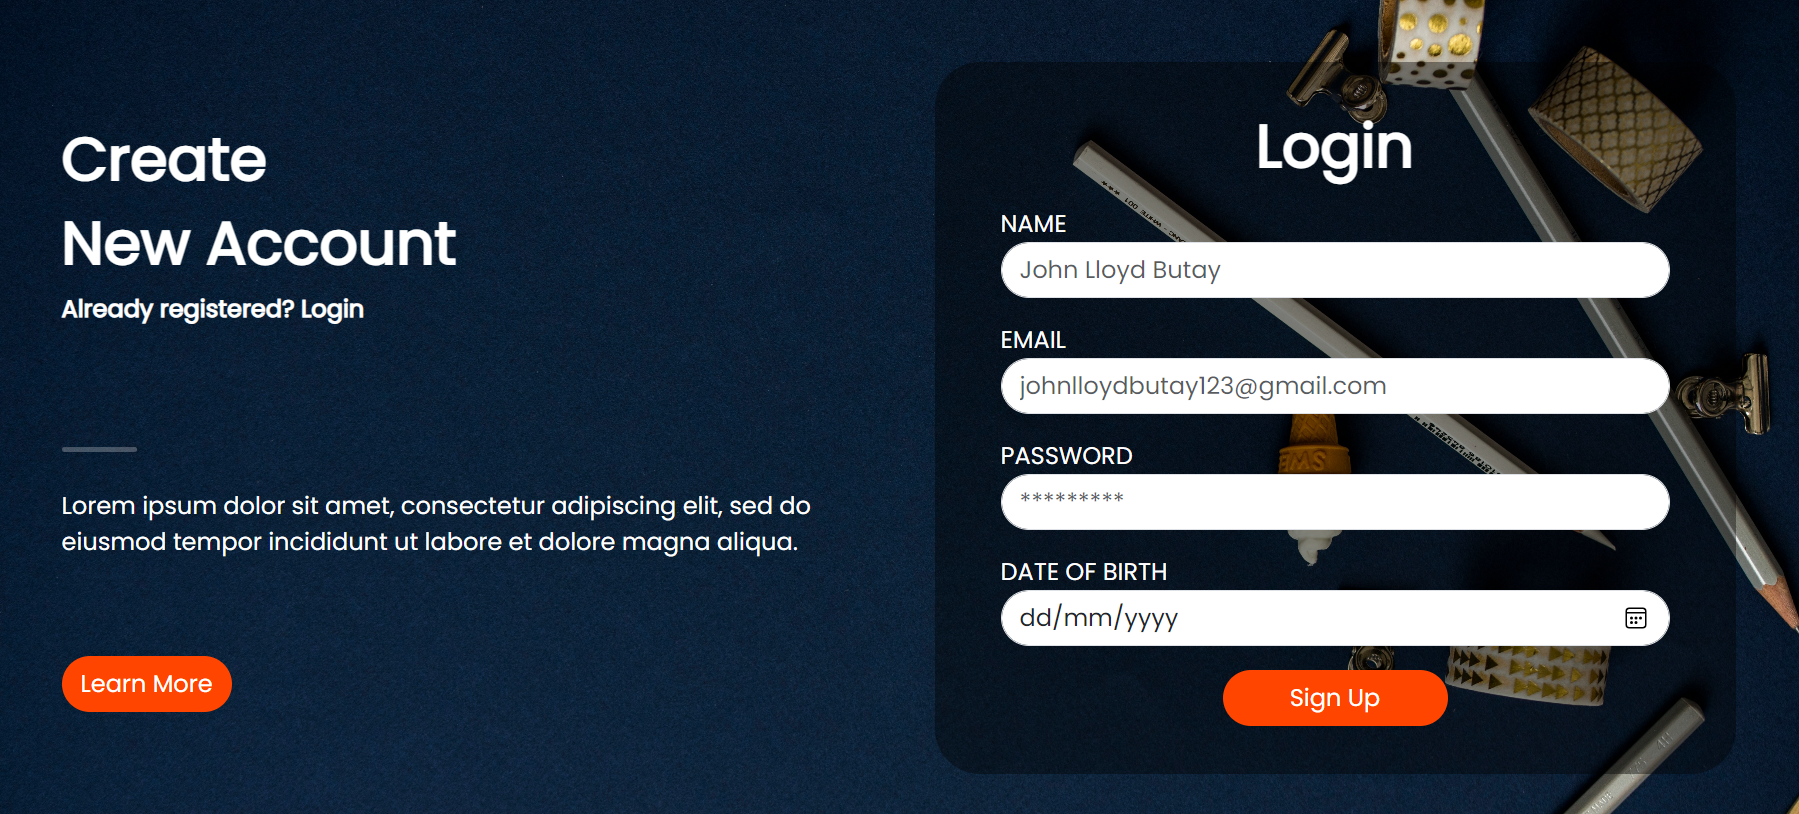 Create
New Account
Already registered? Login
Lorem ipsum dolor sit amet, consectetur adipiscing elit, sed do
eiusmod tempor incididunt ut labore et dolore magna aliqua.
Learn More
Login
NAME
John Lloyd Butay
EMAIL
johnlloydbutay123@gmail.com
PASSWORD
*********
DATE OF BIRTH
dd/mm/yyyy
Sign Up